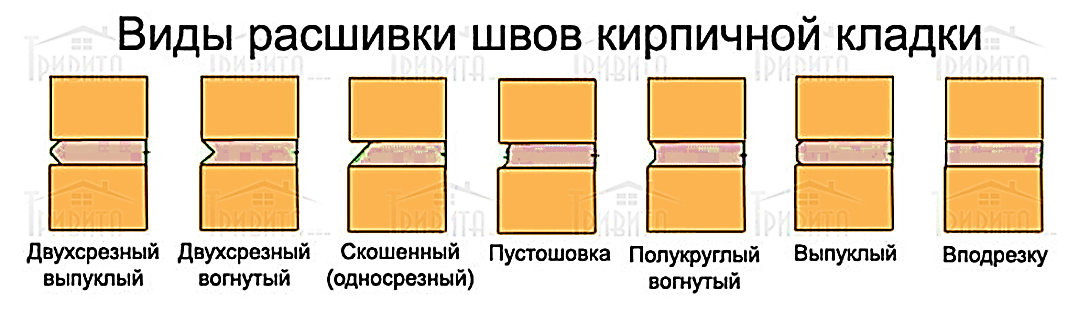 Виды расшивки швов кирпичной кладки
Двухсрезный
выпуклый
Двухсрезный
вогнутый
Скошенный
(односрезный)
Пустошовка
Полукруглый
вогнутый
Выпуклый
Вподрезку